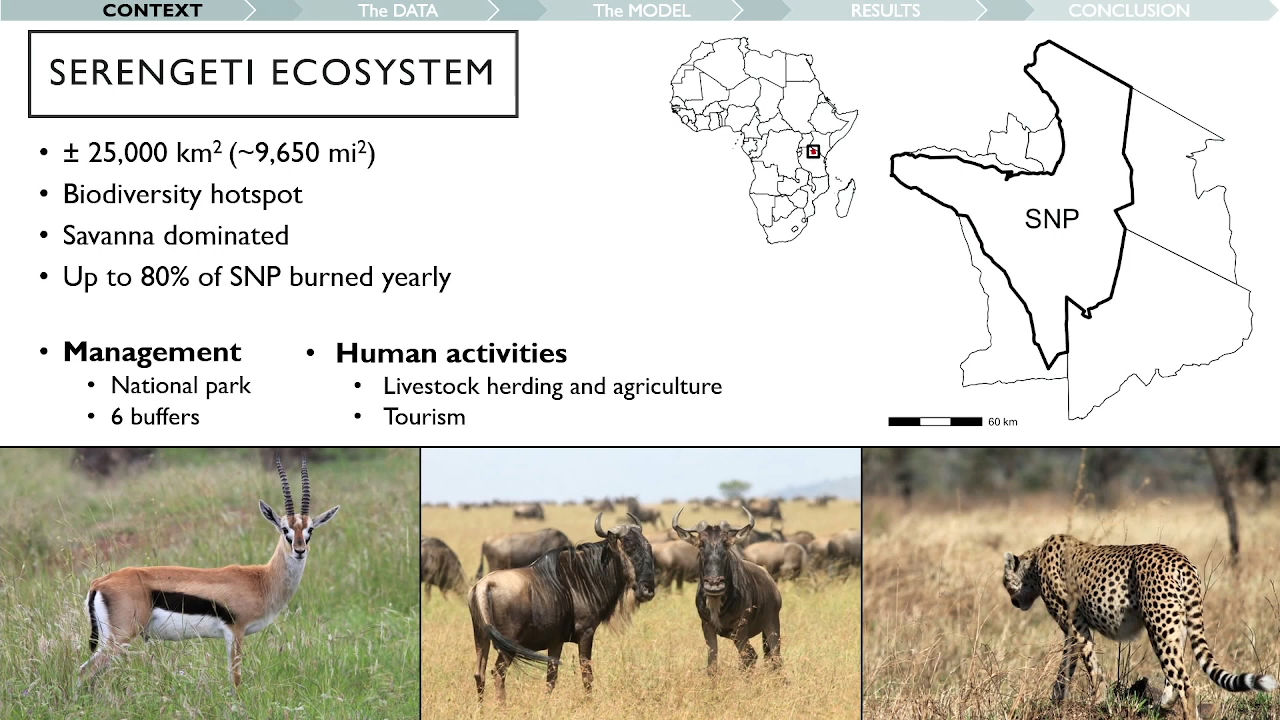 CONTEXT The DATA The MODEL RESULTS CONCLUSION
SERENGETI ECOSYSTEM
• ± 25,000 km² (~9,650 mi²)
• Biodiversity hotspot
• Savanna dominated
• Up to 80% of SNP burned yearly
• Management
• National park
• 6 buffers
• Human activities
• Livestock herding and agriculture
• Tourism
SNP
60 km